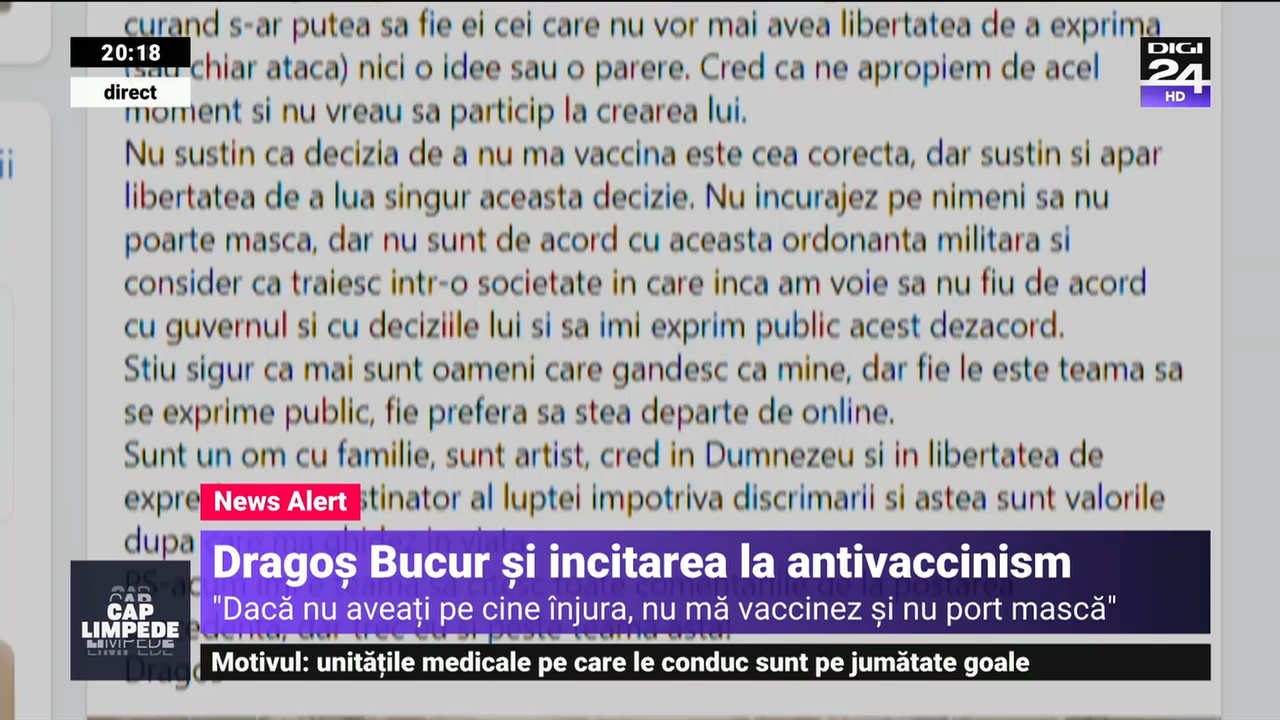 curand s-ar putea sa fie ei cei care nu vor mai avea libertatea de a exprima
20:18
(sau chiar ataca) nici o idee sau o parere. Cred ca ne apropiem de acel
direct
moment si nu vreau sa particip la crearea lui.
DIGI
24
HD
Nu sustin ca decizia de a nu ma vaccina este cea corecta, dar sustin si apar
libertatea de a lua singur aceasta decizie. Nu incurajez pe nimeni sa nu
poarte masca, dar nu sunt de acord cu aceasta ordonanta militara si
consider ca traiesc intr-o societate in care inca am voie sa nu fiu de acord
cu guvernul si cu deciziile lui si sa imi exprim public acest dezacord.
Stiu sigur ca mai sunt oameni care gandesc ca mine, dar fie le este teama sa
se exprime public, fie prefera sa stea departe de online.
Sunt un om cu familie, sunt artist, cred in Dumnezeu si in libertatea de
expre stinator al luptei impotriva discrimarii si astea sunt valorile
News Alert
dupa care ma ghidez in viata
Dragoș Bucur și incitarea la antivaccinism
"Dacă nu aveați pe cine înjura, nu mă vaccinez și nu port mască"
CAP
LIMPEDE
Motivul: unitățile medicale pe care le conduc sunt pe jumătate goale
Dragos